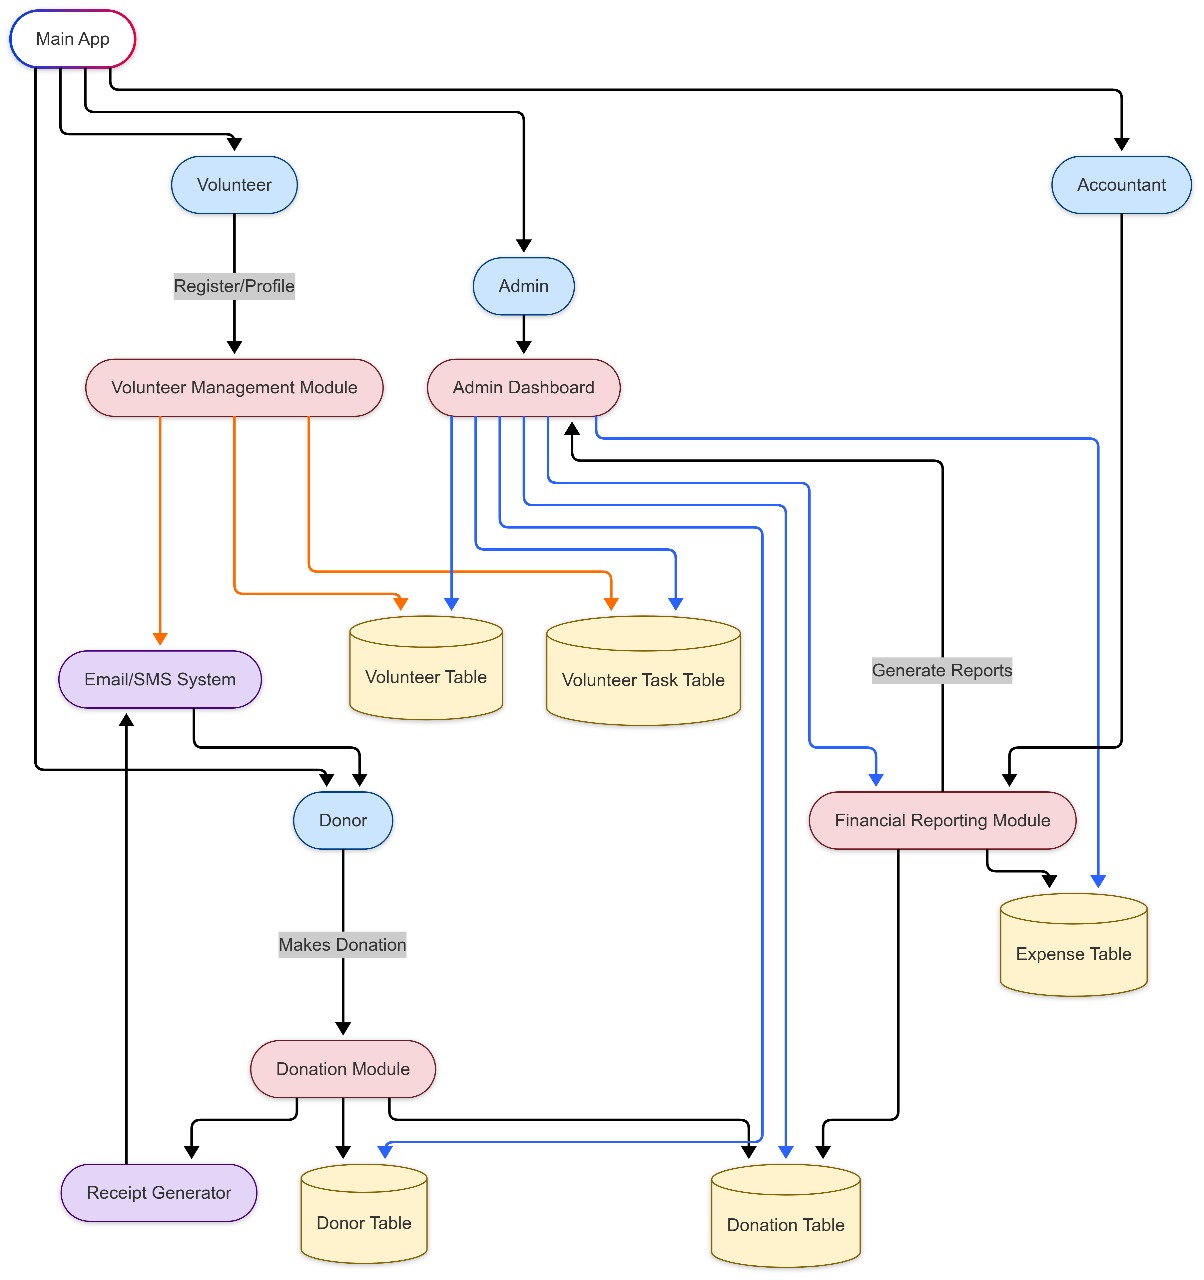 Main App
Volunteer
Accountant
Register/Profile
Admin
Volunteer Management Module
Admin Dashboard
Generate Reports
Email/SMS System
Volunteer Table
Volunteer Task Table
Donor
Financial Reporting Module
Makes Donation
Expense Table
Donation Module
Receipt Generator
Donor Table
Donation Table